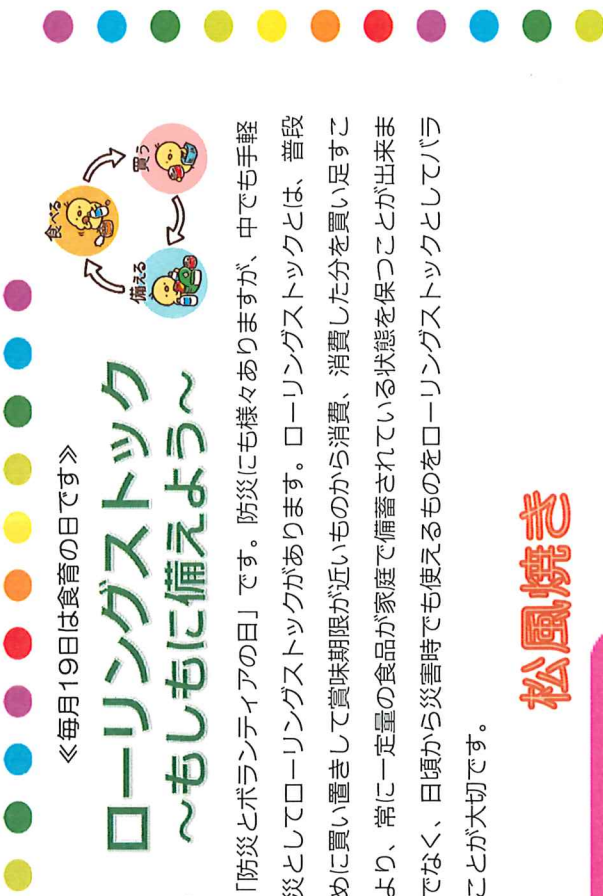 ≪毎月19日は食育の日です≫
ローリングストック
～もしもに備えよう～
食べる
備える
買う
「防災とボランティアの日」です。防災にも様々ありますが、中でも手軽
災としてローリングストックがあります。ローリングストックとは、普段
めに買い置きして賞味期限が近いものから消費、消費した分を買い足すこ
より、常に一定量の食品が家庭で備蓄されている状態を保つことが出来ま
でなく、日頃から災害時でも使えるものをローリングストックとしてバラ
ことが大切です。
松風焼き